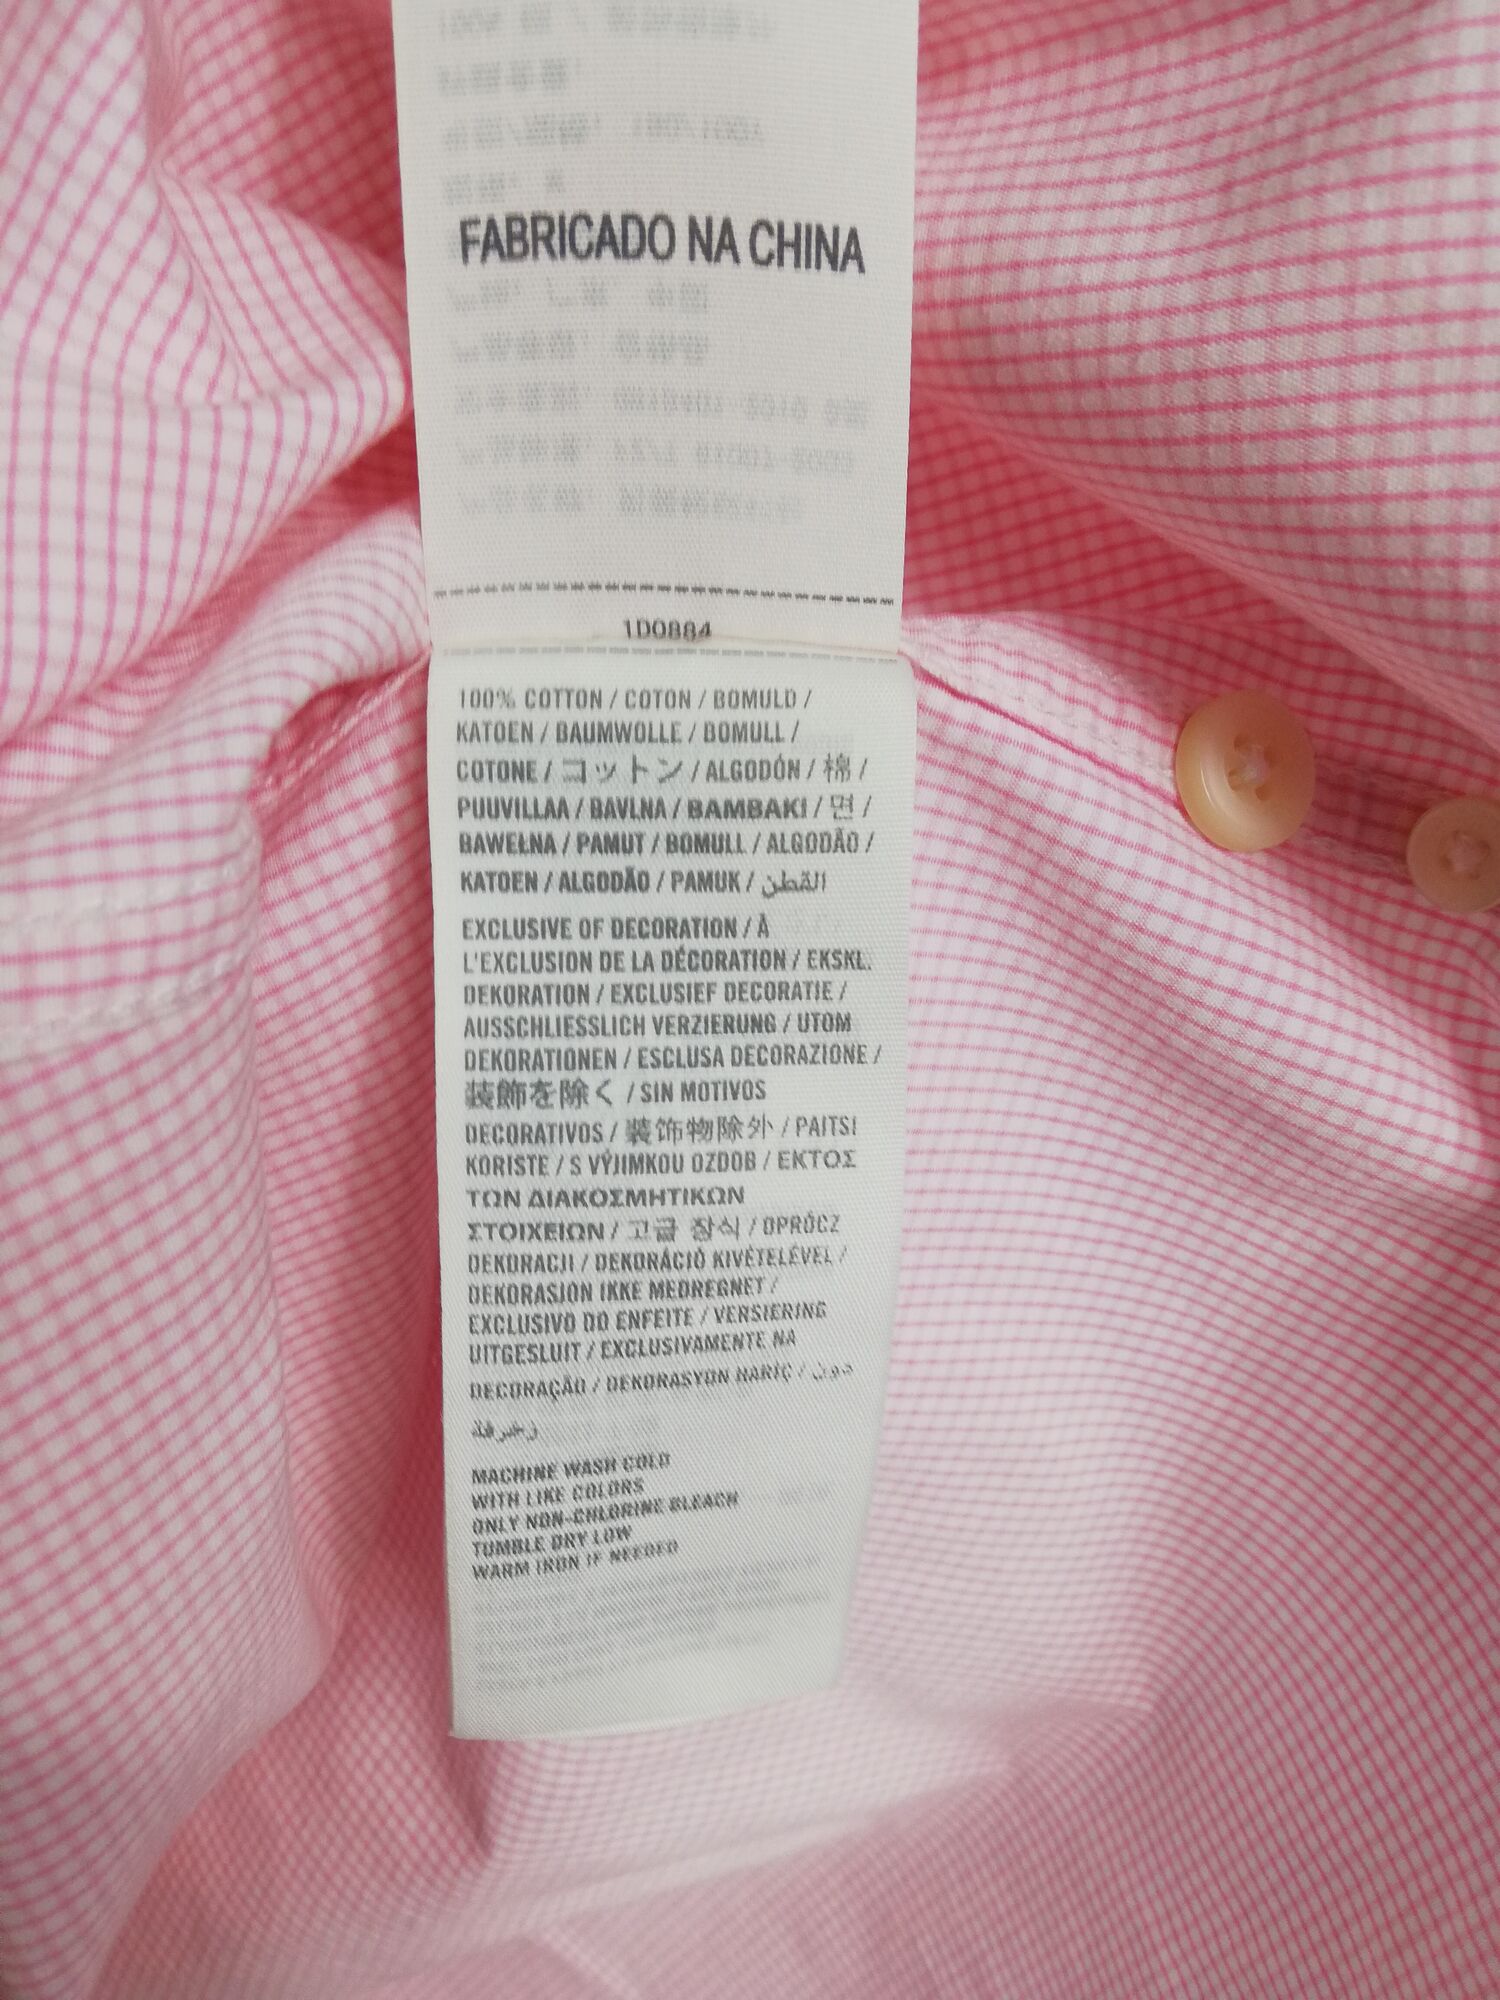 FABRICADO NA CHINA
1D0884
100% COTTON / COTON / BOMULD /
KATOEN / BAUMWOLLE / BOMULL /
COTONE / コットン / ALGODÓN / 棉 /
PUUVILLAA / BAVLNA / BAMBAKI / 면 /
BAWEŁNA / PAMUT / BOMULL / ALGODÃO /
KATOEN / ALGODÃO / PAMUK / القطن
EXCLUSIVE OF DECORATION / À
L'EXCLUSION DE LA DÉCORATION / EKSKL.
DEKORATION / EXCLUSIEF DECORATIE /
AUSSCHLIESSLICH VERZIERUNG / UTOM
DEKORATIONEN / ESCLUSA DECORAZIONE /
装飾を除く / SIN MOTIVOS
DECORATIVOS / 装饰物除外 / PAITSI
KORISTE / S VÝJIMKOU OZDOB / ΕΚΤΟΣ
ΤΩΝ ΔΙΑΚΟΣΜΗΤΙΚΩΝ
ΣΤΟΙΧΕΙΩΝ / 고급 장식 / OPRÓCZ
DEKORACJI / DEKORÁCIÓ KIVÉTELÉVEL /
DEKORASJON IKKE MEDREGNET /
EXCLUSIVO DO ENFEITE / VERSIERING
UITGESLUIT / EXCLUSIVAMENTE NA
DECORAÇÃO / DEKORASYON HARİÇ / دون
زخرفة
MACHINE WASH COLD
WITH LIKE COLORS
ONLY NON-CHLORINE BLEACH
TUMBLE DRY LOW
WARM IRON IF NEEDED